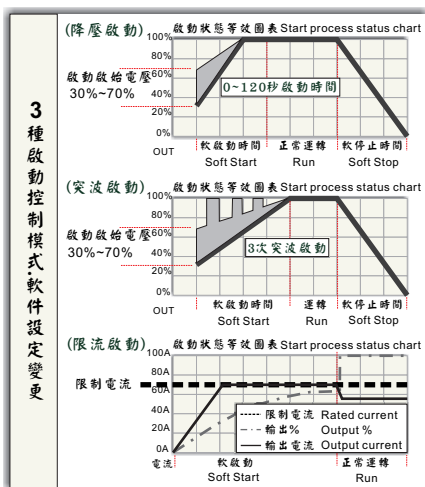 3種啟動控制模式:軟件設定變更
(降壓啟動) 啟動狀態等效圖表 Start process status chart
100%
80%
60%
40%
20%
0%
啟動啟始電壓
30%~70%
0~120秒啟動時間
OUT
軟啟動時間 正常運轉 軟停止時間
Soft Start Run Soft Stop
(突波啟動) 啟動狀態等效圖表 Start process status chart
100%
80%
60%
40%
20%
0%
啟動啟始電壓
30%~70%
3次突波啟動
OUT
軟啟動時間 運轉 軟停止時間
Soft Start Run Soft Stop
(限流啟動) 啟動狀態等效圖表 Start process status chart
100A
80A
60A
40A
20A
0A
限制電流
限制電流 Rated current
輸出% Output %
輸出電流 Output current
電流 軟啟動 正常運轉
Soft Start Run